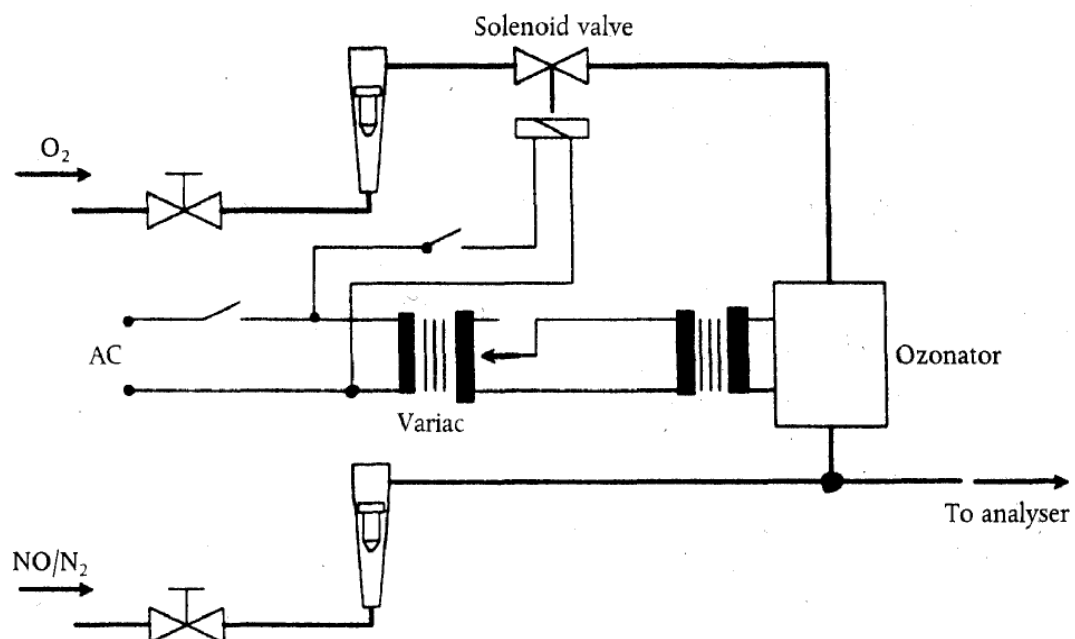 Solenoid valve
O₂
AC
Variac
Ozonator
To analyser
NO/N₂